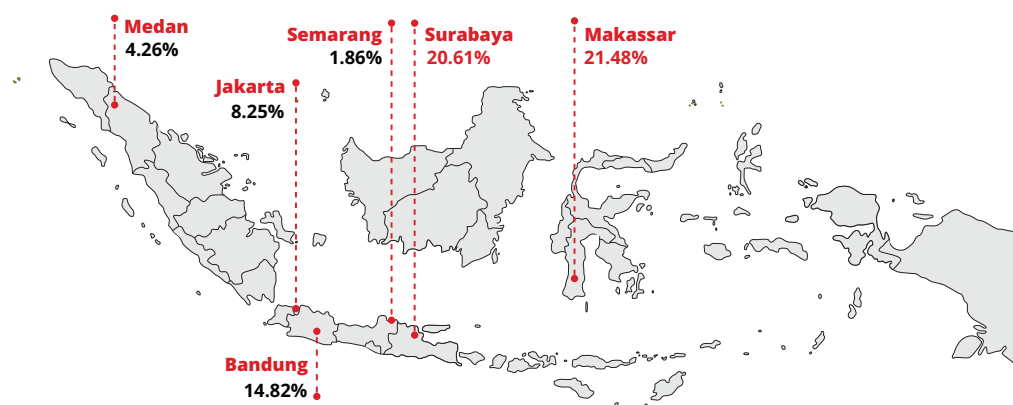 Medan
4.26%
Semarang
1.86%
Surabaya
20.61%
Makassar
21.48%
Jakarta
8.25%
Bandung
14.82%